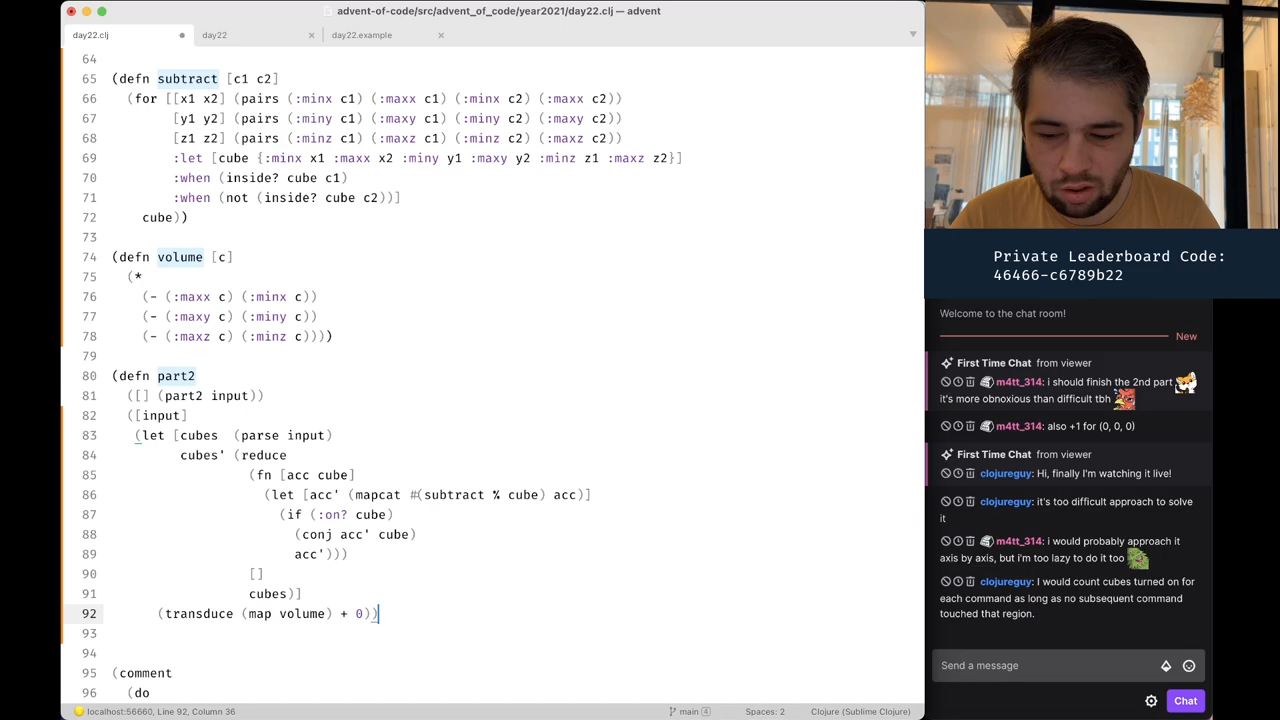 advent-of-code/src/advent_of_code/year2021/day22.clj — advent
day22.clj
day22
day22.example
64
65 (defn subtract [c1 c2]
66 (for [[x1 x2] (pairs (:minx c1) (:maxx c1) (:minx c2) (:maxx c2))
67 [y1 y2] (pairs (:miny c1) (:maxy c1) (:miny c2) (:maxy c2))
68 [z1 z2] (pairs (:minz c1) (:maxz c1) (:minz c2) (:maxz c2))
69 :let [cube {:minx x1 :maxx x2 :miny y1 :maxy y2 :minz z1 :maxz z2}]
70 :when (inside? cube c1)
71 :when (not (inside? cube c2))]
72 cube))
73
74 (defn volume [c]
75 (*
76 (- (:maxx c) (:minx c))
77 (- (:maxy c) (:miny c))
78 (- (:maxz c) (:minz c))))
79
80 (defn part2
81 ([] (part2 input))
82 ([input]
83 (let [cubes (parse input)
84 cubes' (reduce
85 (fn [acc cube]
86 (let [acc' (mapcat #(subtract % cube) acc)]
87 (if (:on? cube)
88 (conj acc' cube)
89 acc')))
90 []
91 cubes)]
92 (transduce (map volume) + 0))
93
94
95 (comment
96 (do
localhost:56660, Line 92, Column 36
main 4
Spaces: 2
Clojure (Sublime Clojure)
Private Leaderboard Code:
46466-c6789b22
Welcome to the chat room!
New
First Time Chat from viewer
m4tt_314: i should finish the 2nd part
it's more obnoxious than difficult tbh
m4tt_314: also +1 for (0, 0, 0)
First Time Chat from viewer
clojureguy: Hi, finally I'm watching it live!
clojureguy: it's too difficult approach to solve
it
m4tt_314: i would probably approach it
axis by axis, but i'm too lazy to do it too
clojureguy: I would count cubes turned on for
each command as long as no subsequent command
touched that region.
Send a message
Chat